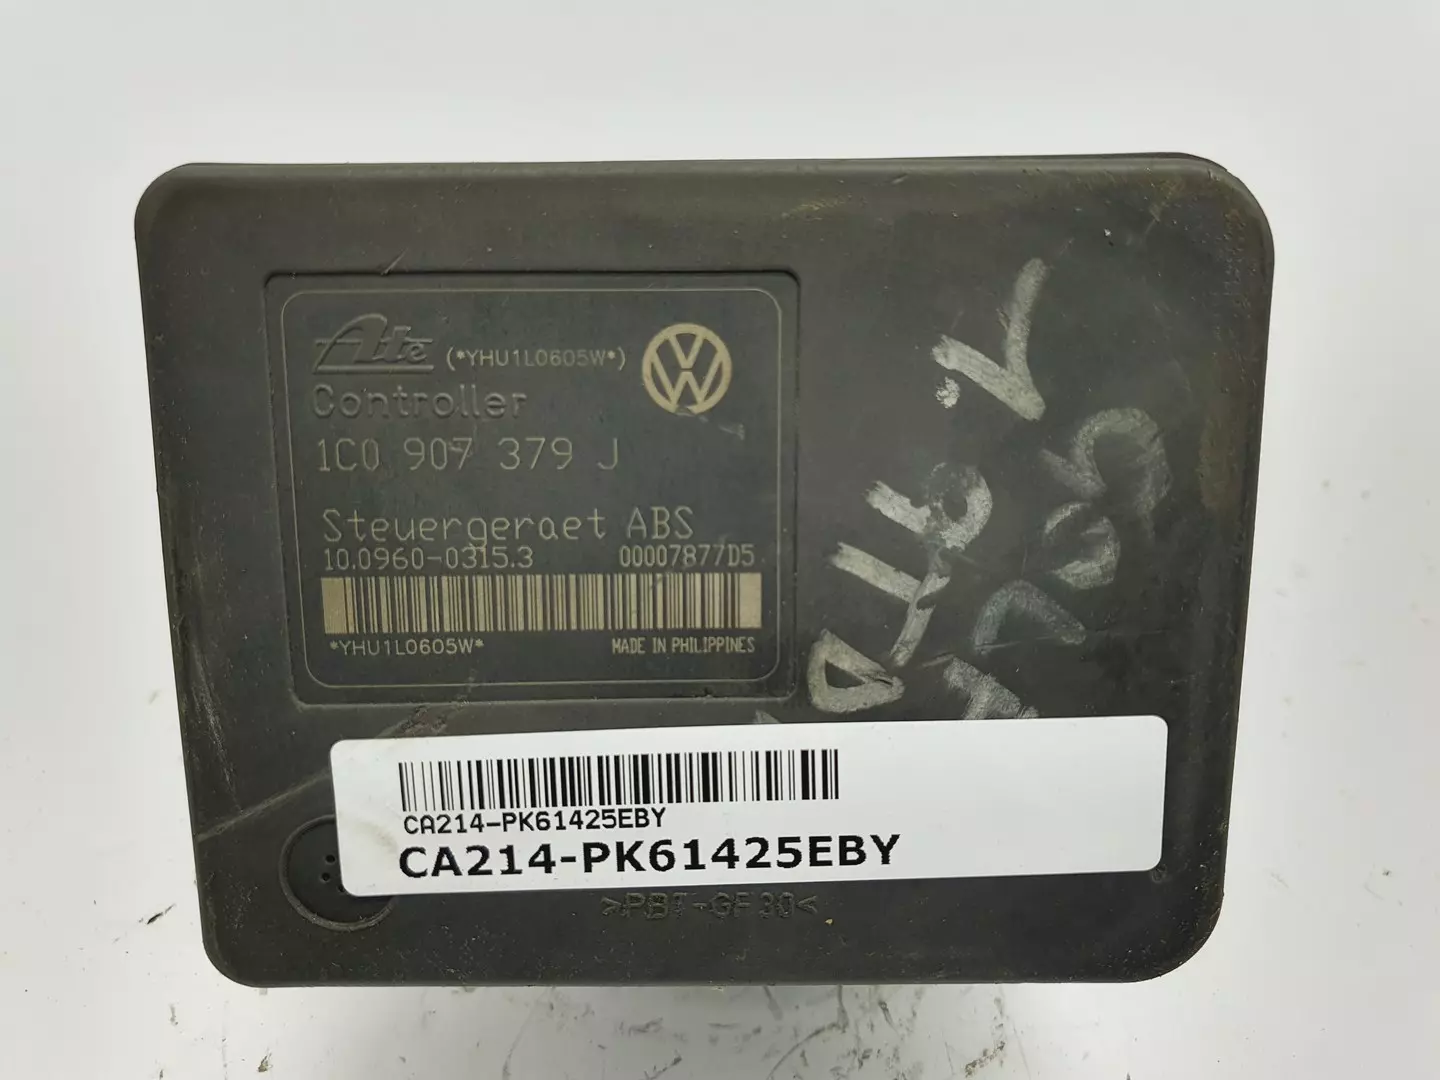 Ate (*YHU1L0605W*)
Controller
1C0 907 379 J
Steuergeraet ABS
10.0960-0315.3 00007877D5
*YHU1L0605W*
MADE IN PHILIPPINES
CA214-PK61425EBY
CA214-PK61425EBY
>PBT-GF30<